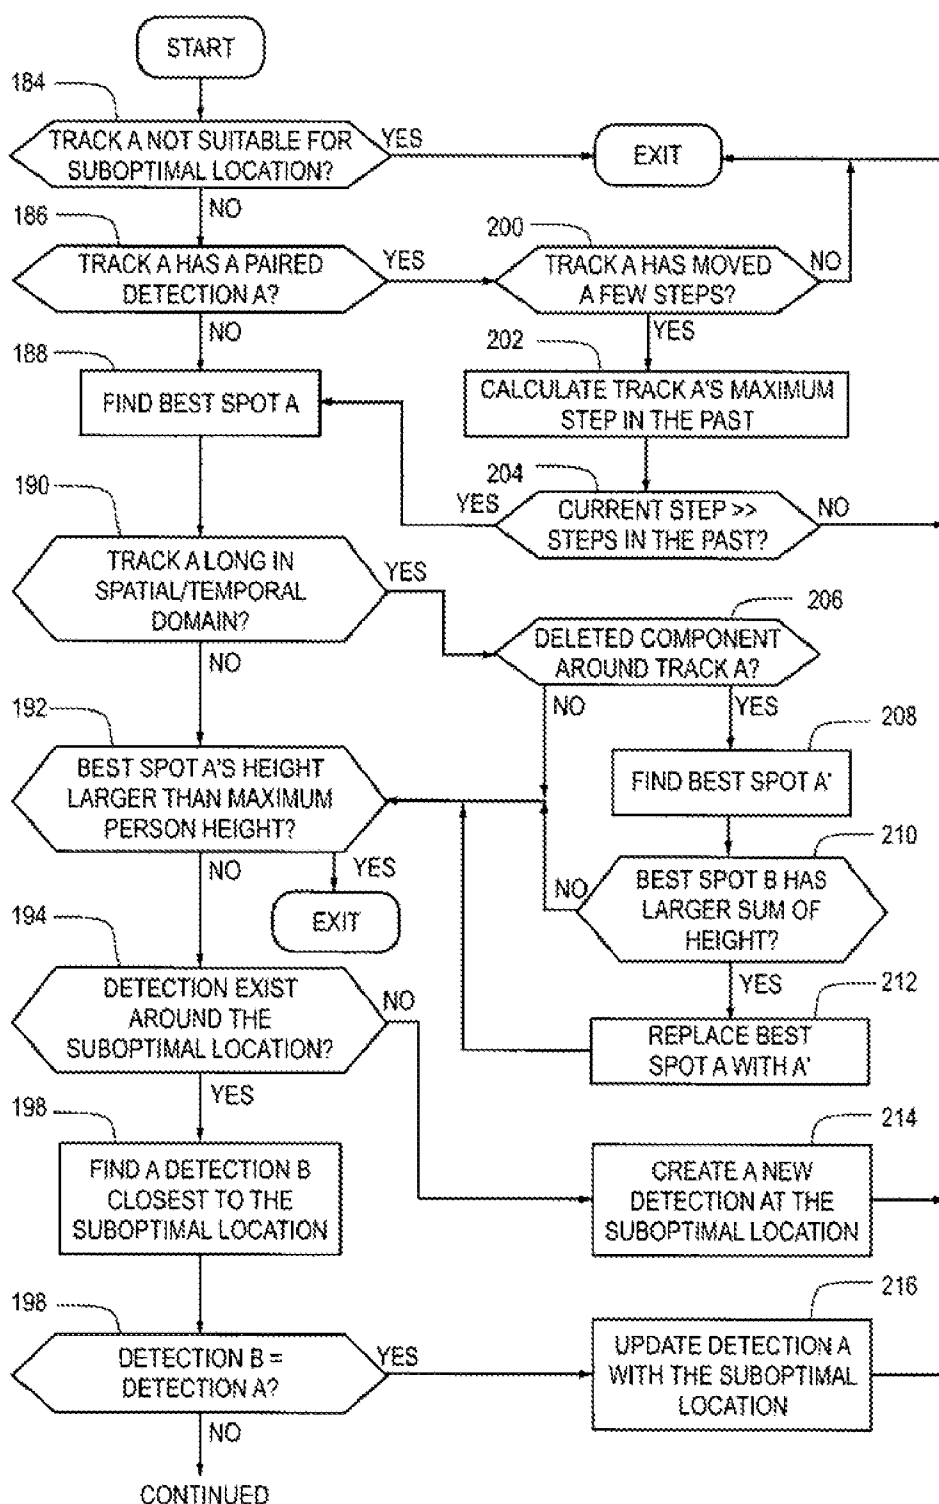 START
184
TRACK A NOT SUITABLE FOR
SUBOPTIMAL LOCATION?
YES
EXIT
NO
186
TRACK A HAS A PAIRED
DETECTION A?
YES
200
TRACK A HAS MOVED
A FEW STEPS?
NO
NO
YES
188
FIND BEST SPOT A
202
CALCULATE TRACK A'S MAXIMUM
STEP IN THE PAST
204
CURRENT STEP >>
STEPS IN THE PAST?
YES
NO
190
TRACK A LONG IN
SPATIAL/TEMPORAL
DOMAIN?
YES
206
DELETED COMPONENT
AROUND TRACK A?
NO
NO
YES
192
BEST SPOT A'S HEIGHT
LARGER THAN MAXIMUM
PERSON HEIGHT?
208
FIND BEST SPOT A'
210
BEST SPOT B HAS
LARGER SUM OF
HEIGHT?
NO
NO
YES
EXIT
YES
194
DETECTION EXIST
AROUND THE
SUBOPTIMAL LOCATION?
NO
212
REPLACE BEST
SPOT A WITH A'
YES
198
FIND A DETECTION B
CLOSEST TO THE
SUBOPTIMAL LOCATION
214
CREATE A NEW
DETECTION AT THE
SUBOPTIMAL LOCATION
198
DETECTION B =
DETECTION A?
YES
216
UPDATE DETECTION A
WITH THE SUBOPTIMAL
LOCATION
NO
CONTINUED